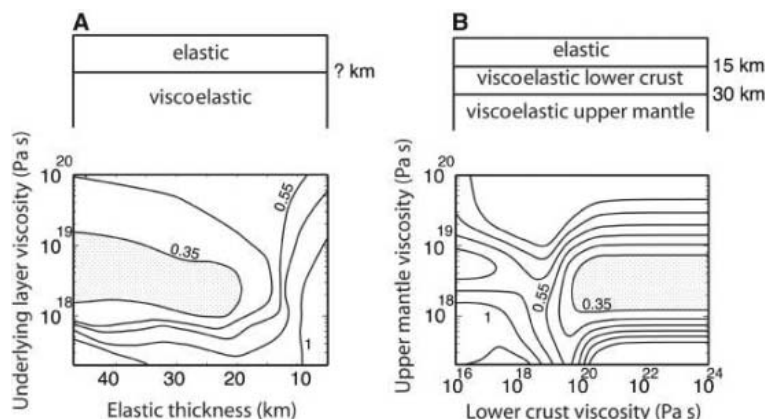 A
elastic
? km
viscoelastic
Underlying layer viscosity (Pa s)
10^20
10^19
10^18
0.35
0.55
1
40
30
20
10
Elastic thickness (km)
B
elastic
15 km
viscoelastic lower crust
30 km
viscoelastic upper mantle
Upper mantle viscosity (Pa s)
10^20
10^19
10^18
0.55
0.35
1
10^16
10^18
10^20
10^22
10^24
Lower crust viscosity (Pa s)